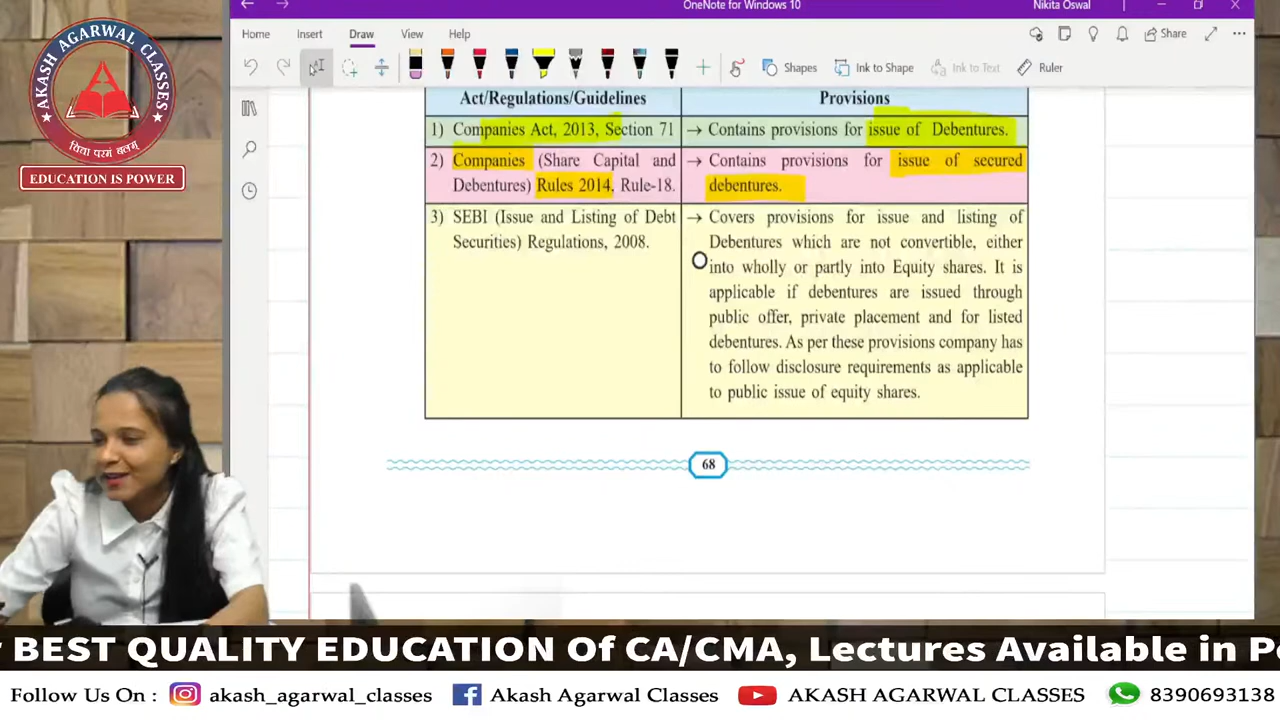 OneNote for Windows 10
Nikita Oswal
Home Insert Draw View Help
Share
Shapes
Ink to Shape
Ink to Text
Ruler
AKASH AGARWAL CLASSES
विद्या परमं बलम्
EDUCATION IS POWER
Act/Regulations/Guidelines Provisions
1) Companies Act, 2013, Section 71 → Contains provisions for issue of Debentures.
2) Companies (Share Capital and → Contains provisions for issue of secured
Debentures) Rules 2014, Rule-18. debentures.
3) SEBI (Issue and Listing of Debt → Covers provisions for issue and listing of
Securities) Regulations, 2008. Debentures which are not convertible, either
into wholly or partly into Equity shares. It is
applicable if debentures are issued through
public offer, private placement and for listed
debentures. As per these provisions company has
to follow disclosure requirements as applicable
to public issue of equity shares.
68
BEST QUALITY EDUCATION Of CA/CMA, Lectures Available in
Follow Us On : akash_agarwal_classes Akash Agarwal Classes AKASH AGARWAL CLASSES 8390693138